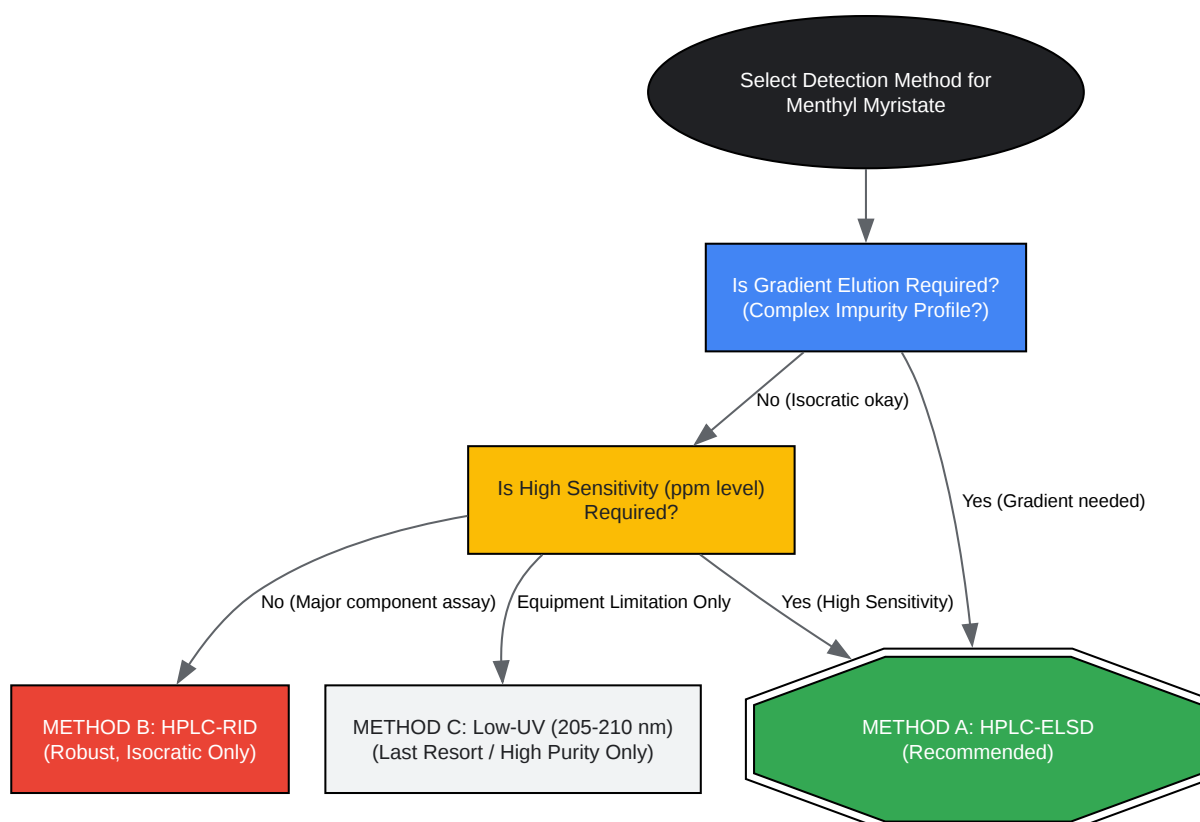 Select Detection Method for
Menthyl Myristate
Is Gradient Elution Required?
(Complex Impurity Profile?)
No (Isocratic okay)
Is High Sensitivity (ppm level)
Required?
Yes (Gradient needed)
No (Major component assay)
Equipment Limitation Only
Yes (High Sensitivity)
METHOD B: HPLC-RID
(Robust, Isocratic Only)
METHOD C: Low-UV (205-210 nm)
(Last Resort / High Purity Only)
METHOD A: HPLC-ELSD
(Recommended)